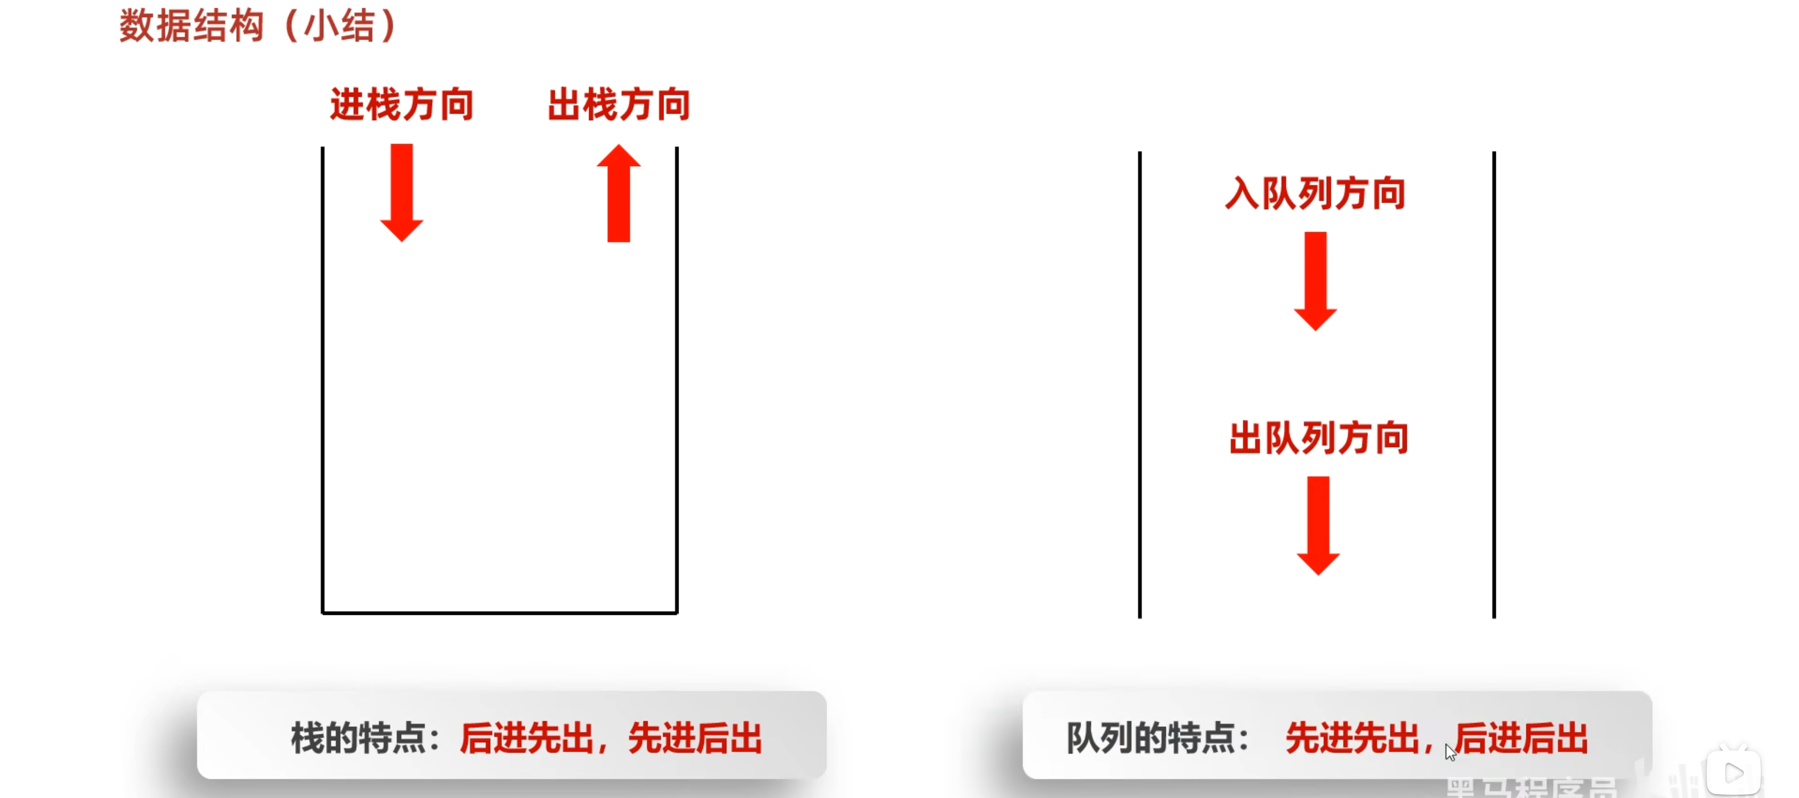 数据结构（小结）
进栈方向
出栈方向
入队列方向
出队列方向
栈的特点：后进先出，先进后出
队列的特点： 先进先出，后进后出
黑马程序员